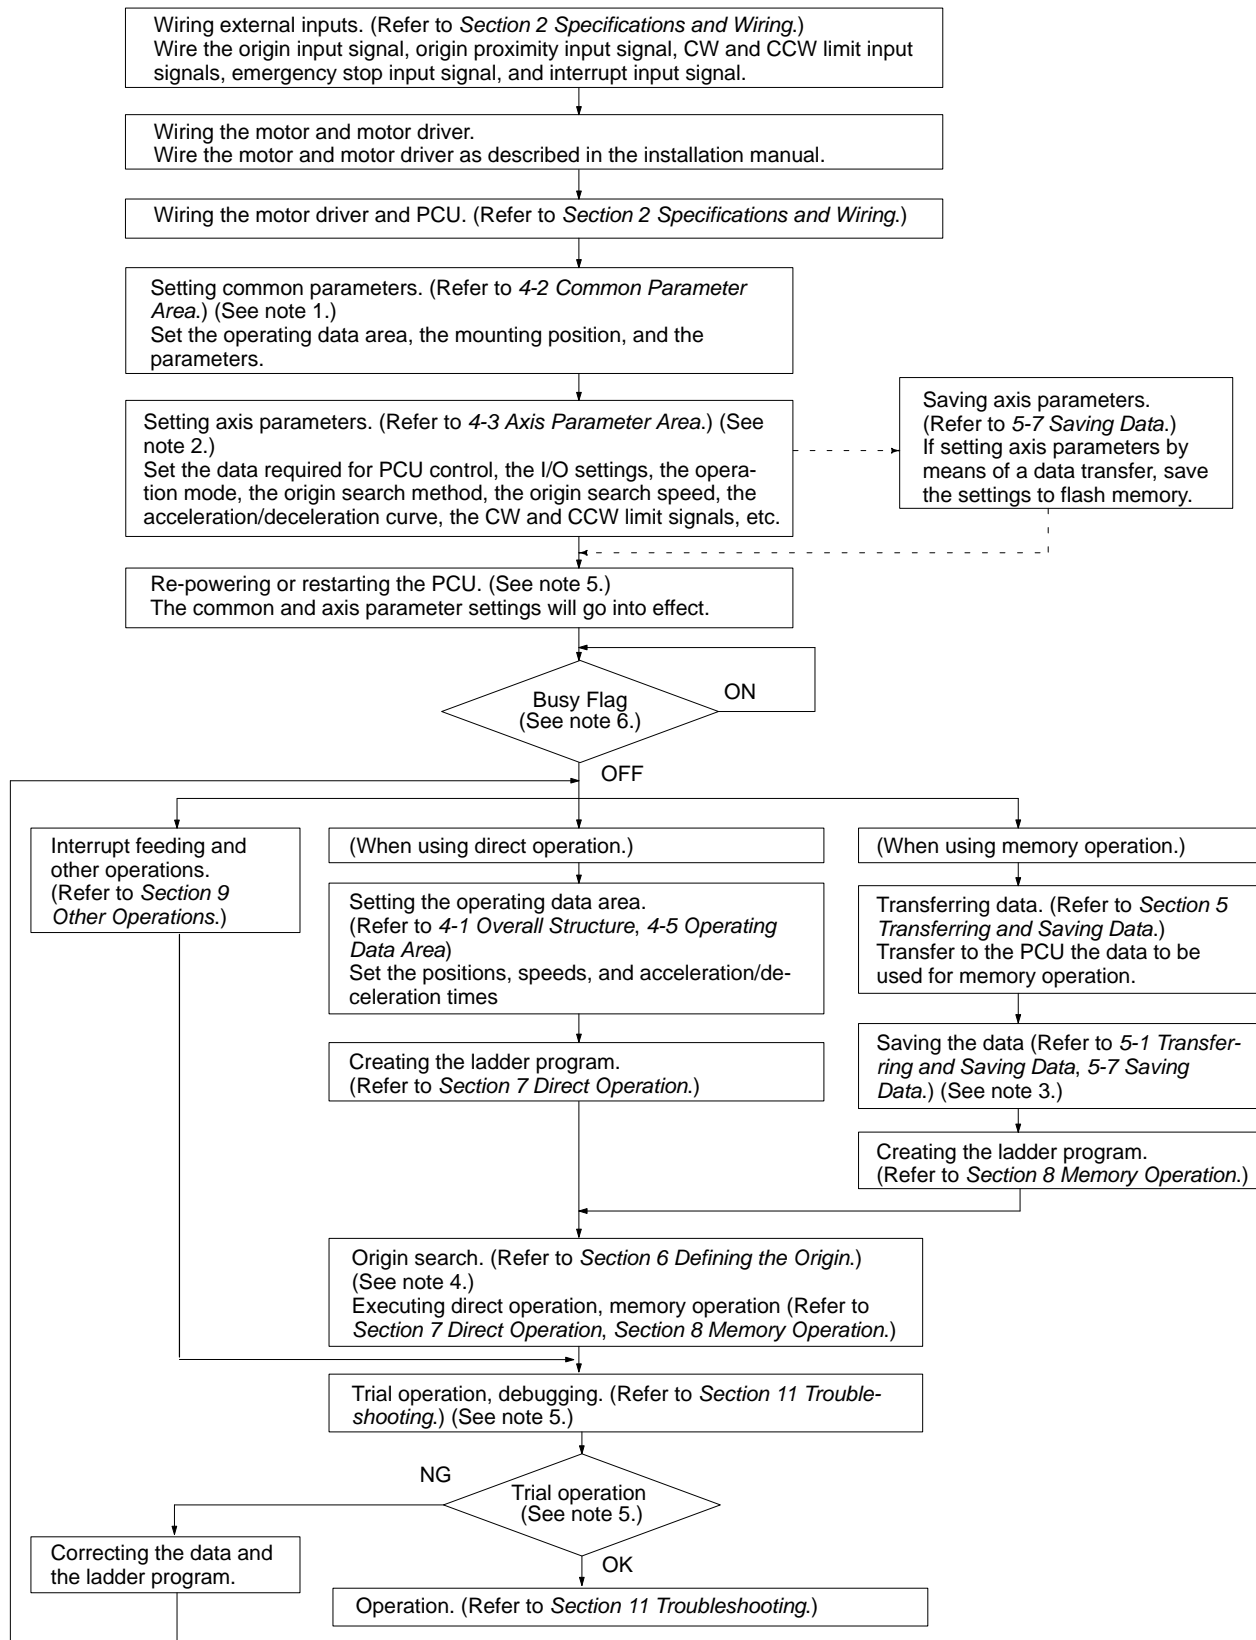 Wiring external inputs. (Refer to Section 2 Specifications and Wiring.)
Wire the origin input signal, origin proximity input signal, CW and CCW limit input
signals, emergency stop input signal, and interrupt input signal.
Wiring the motor and motor driver.
Wire the motor and motor driver as described in the installation manual.
Wiring the motor driver and PCU. (Refer to Section 2 Specifications and Wiring.)
Setting common parameters. (Refer to 4-2 Common Parameter
Area.) (See note 1.)
Set the operating data area, the mounting position, and the
parameters.
Setting axis parameters. (Refer to 4-3 Axis Parameter Area.) (See
note 2.)
Set the data required for PCU control, the I/O settings, the opera-
tion mode, the origin search method, the origin search speed, the
acceleration/deceleration curve, the CW and CCW limit signals, etc.
Saving axis parameters.
(Refer to 5-7 Saving Data.)
If setting axis parameters by
means of a data transfer, save
the settings to flash memory.
Re-powering or restarting the PCU. (See note 5.)
The common and axis parameter settings will go into effect.
Busy Flag
(See note 6.)
ON
OFF
Interrupt feeding and
other operations.
(Refer to Section 9
Other Operations.)
(When using direct operation.)
Setting the operating data area.
(Refer to 4-1 Overall Structure, 4-5 Operating
Data Area)
Set the positions, speeds, and acceleration/de-
celeration times
Creating the ladder program.
(Refer to Section 7 Direct Operation.)
(When using memory operation.)
Transferring data. (Refer to Section 5
Transferring and Saving Data.)
Transfer to the PCU the data to be
used for memory operation.
Saving the data (Refer to 5-1 Transfer-
ring and Saving Data, 5-7 Saving
Data.) (See note 3.)
Creating the ladder program.
(Refer to Section 8 Memory Operation.)
Origin search. (Refer to Section 6 Defining the Origin.)
(See note 4.)
Executing direct operation, memory operation (Refer to
Section 7 Direct Operation, Section 8 Memory Operation.)
Trial operation, debugging. (Refer to Section 11 Trouble-
shooting.) (See note 5.)
NG
Trial operation
(See note 5.)
OK
Correcting the data and
the ladder program.
Operation. (Refer to Section 11 Troubleshooting.)